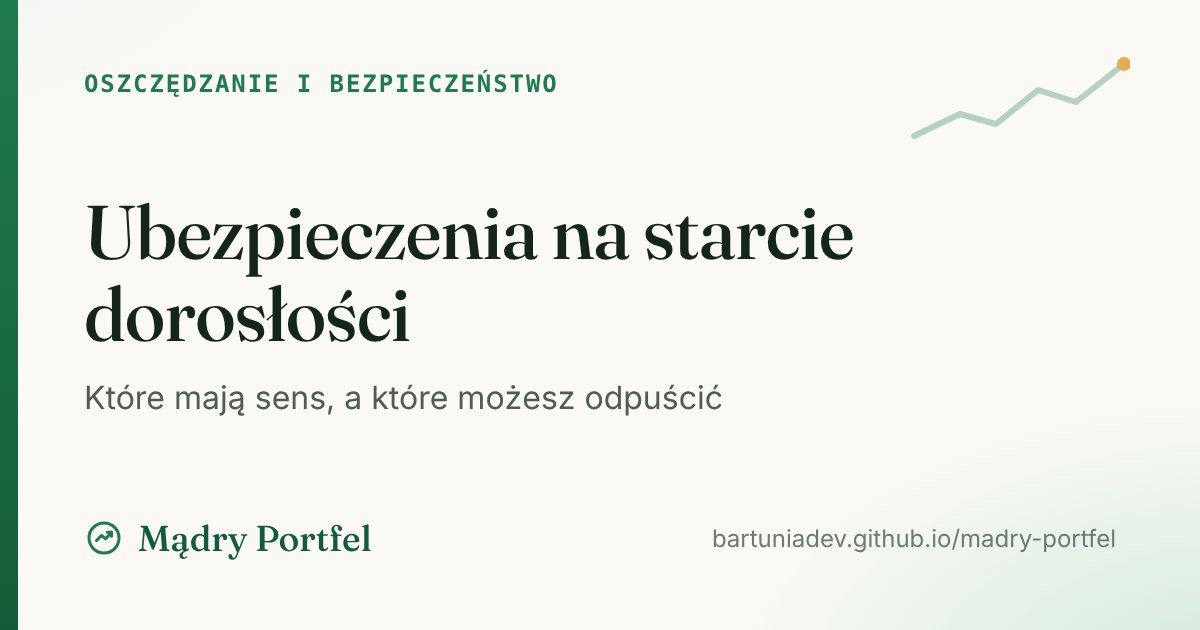 OSZCZĘDZANIE I BEZPIECZEŃSTWO
Ubezpieczenia na starcie
dorosłości
Które mają sens, a które możesz odpuścić
Mądry Portfel
bartuniadev.github.io/madry-portfel